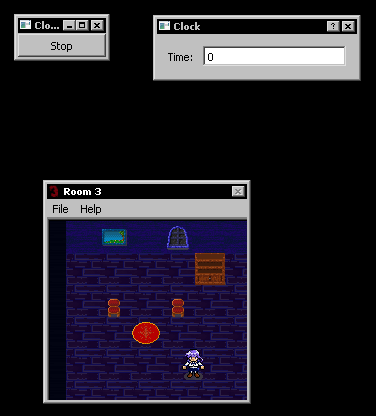 Clo...
Stop
Clock
Time: 0
Room 3
File Help